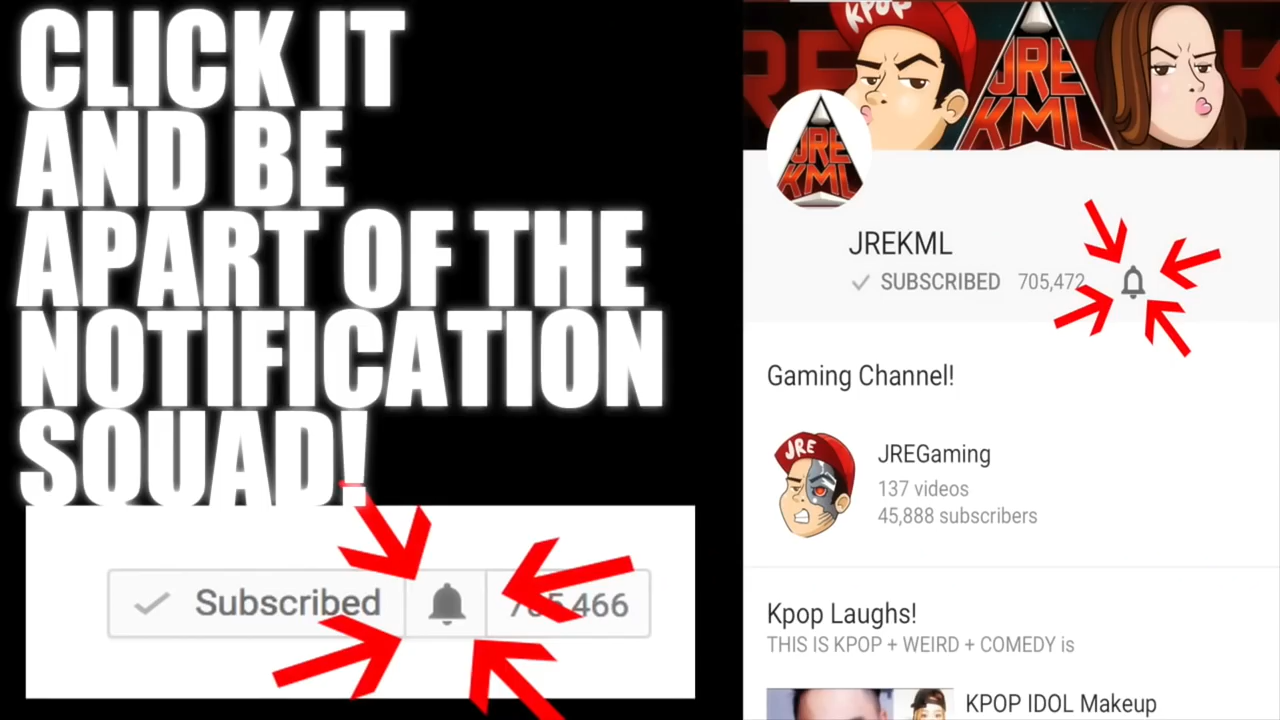 CLICK IT
AND BE
APART OF THE
NOTIFICATION
SQUAD!
Subscribed
KPOP
JRE
KML
JRE
KML
JREKML
SUBSCRIBED 705,472
Gaming Channel!
JRE
JREGaming
137 videos
45,888 subscribers
Kpop Laughs!
THIS IS KPOP + WEIRD + COMEDY is
KPOP IDOL Makeup